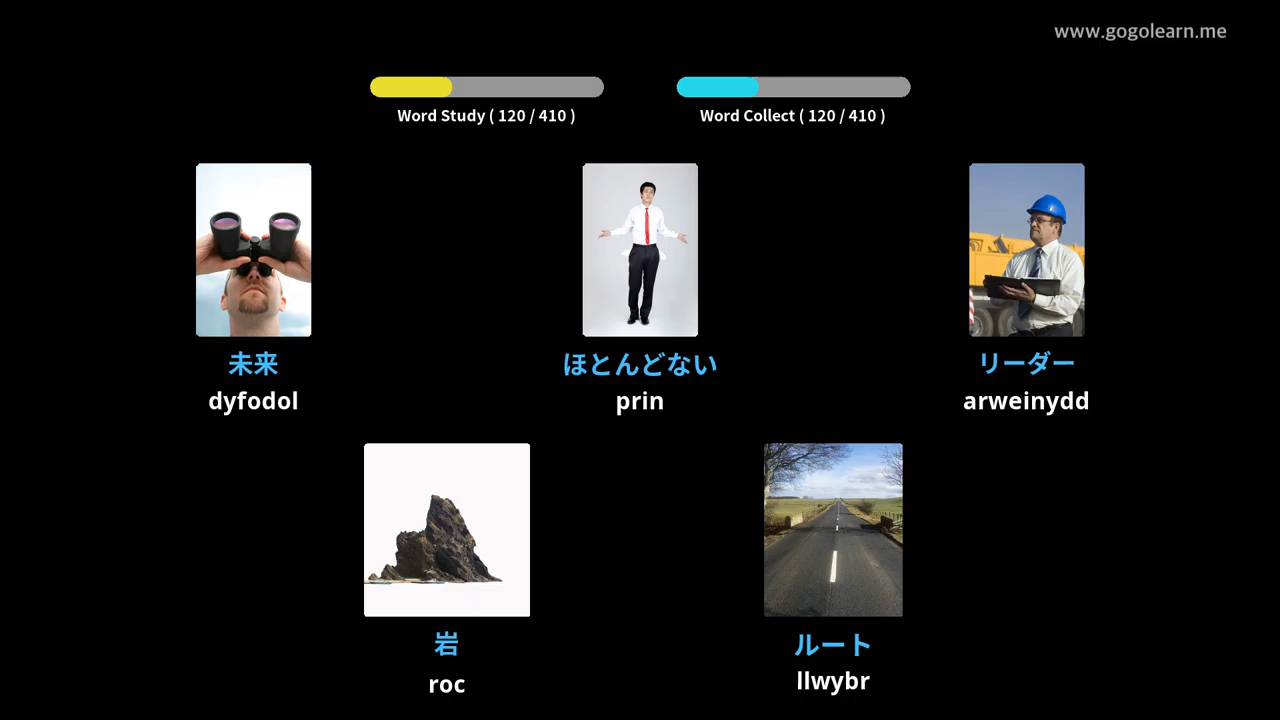 www.gogolearn.me
Word Study ( 120 / 410 )
Word Collect ( 120 / 410 )
未来
dyfodol
ほとんどない
prin
リーダー
arweinydd
岩
roc
ルート
llwybr